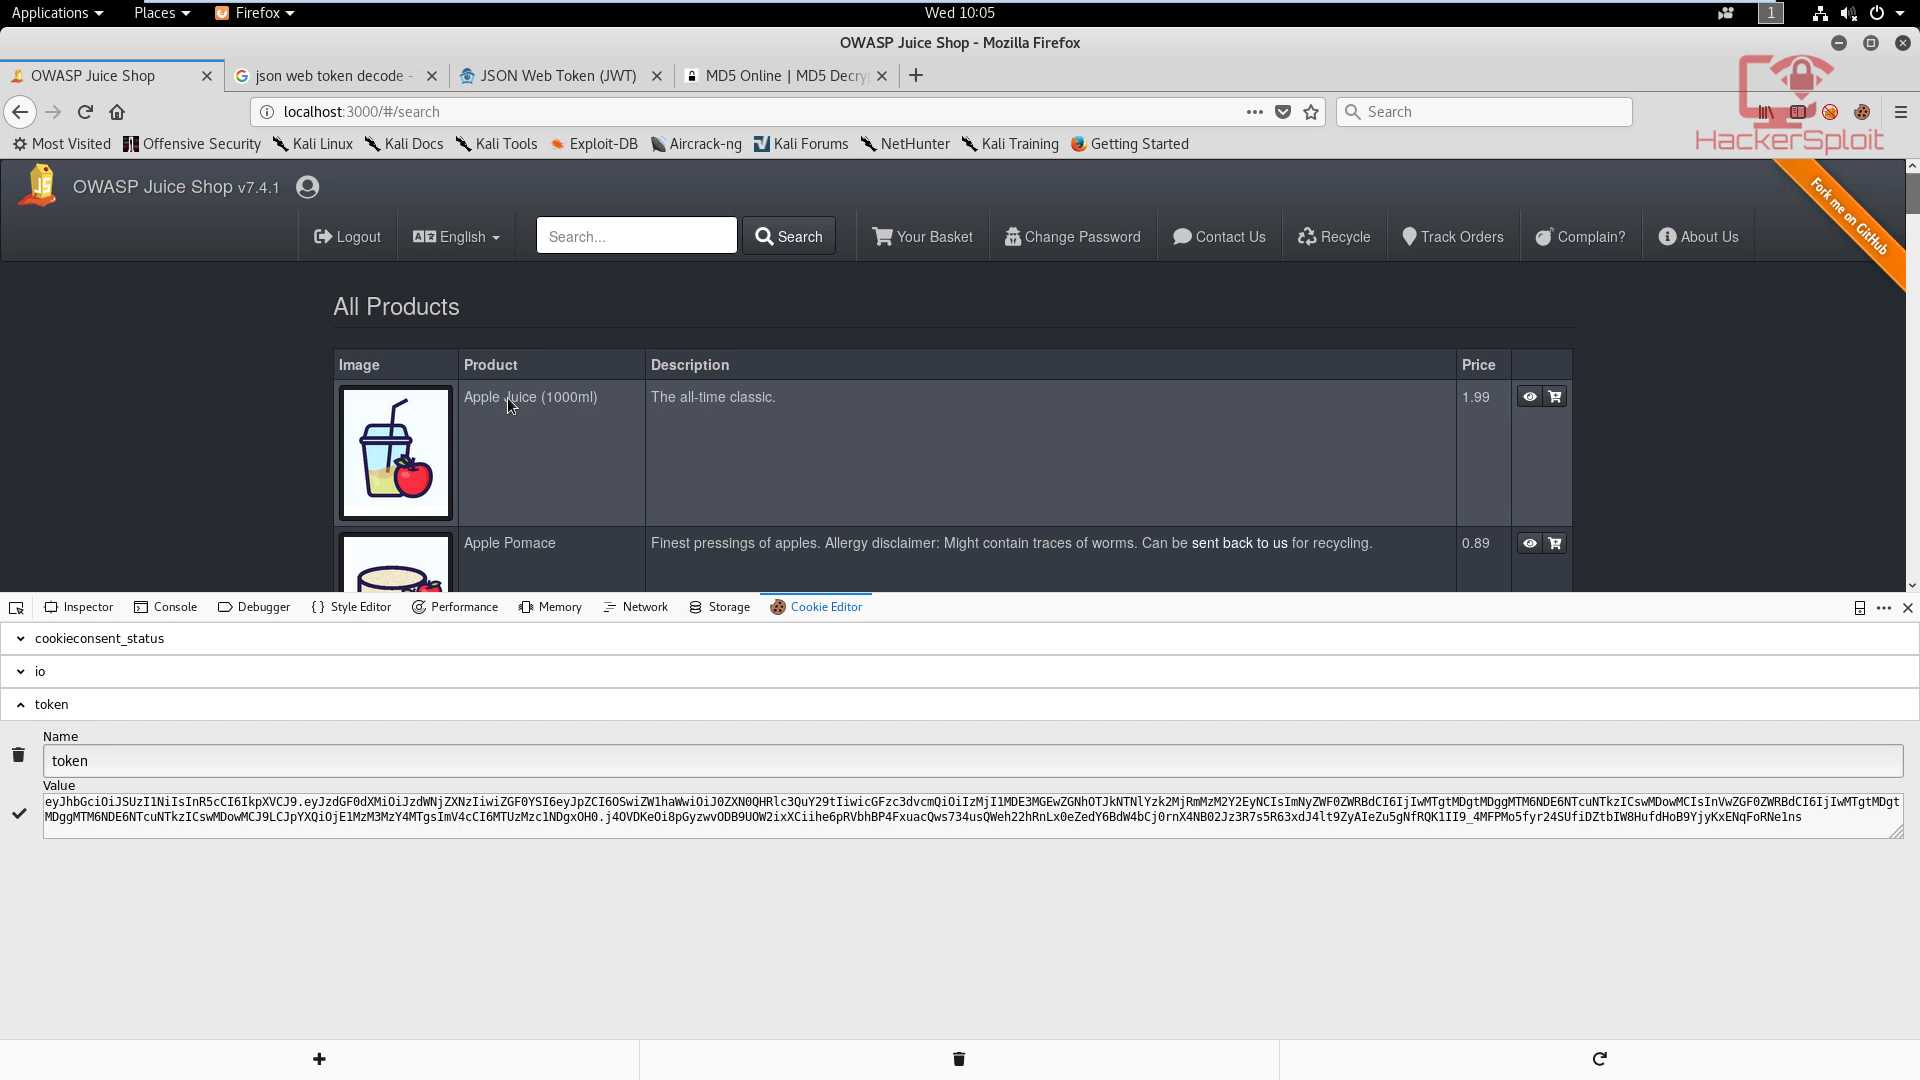 Applications Places Firefox Wed 10:05 1
OWASP Juice Shop - Mozilla Firefox
OWASP Juice Shop json web token decode - JSON Web Token (JWT) MD5 Online | MD5 Decry
localhost:3000/#/search Search
HackerSploit
Most Visited Offensive Security Kali Linux Kali Docs Kali Tools Exploit-DB Aircrack-ng Kali Forums NetHunter Kali Training Getting Started
OWASP Juice Shop v7.4.1
Fork me on GitHub
Logout English Search... Search Your Basket Change Password Contact Us Recycle Track Orders Complain? About Us
All Products
Image Product Description Price
Apple Juice (1000ml) The all-time classic. 1.99
Apple Pomace Finest pressings of apples. Allergy disclaimer: Might contain traces of worms. Can be sent back to us for recycling. 0.89
Inspector Console Debugger Style Editor Performance Memory Network Storage Cookie Editor
cookieconsent_status
io
token
Name
token
Value